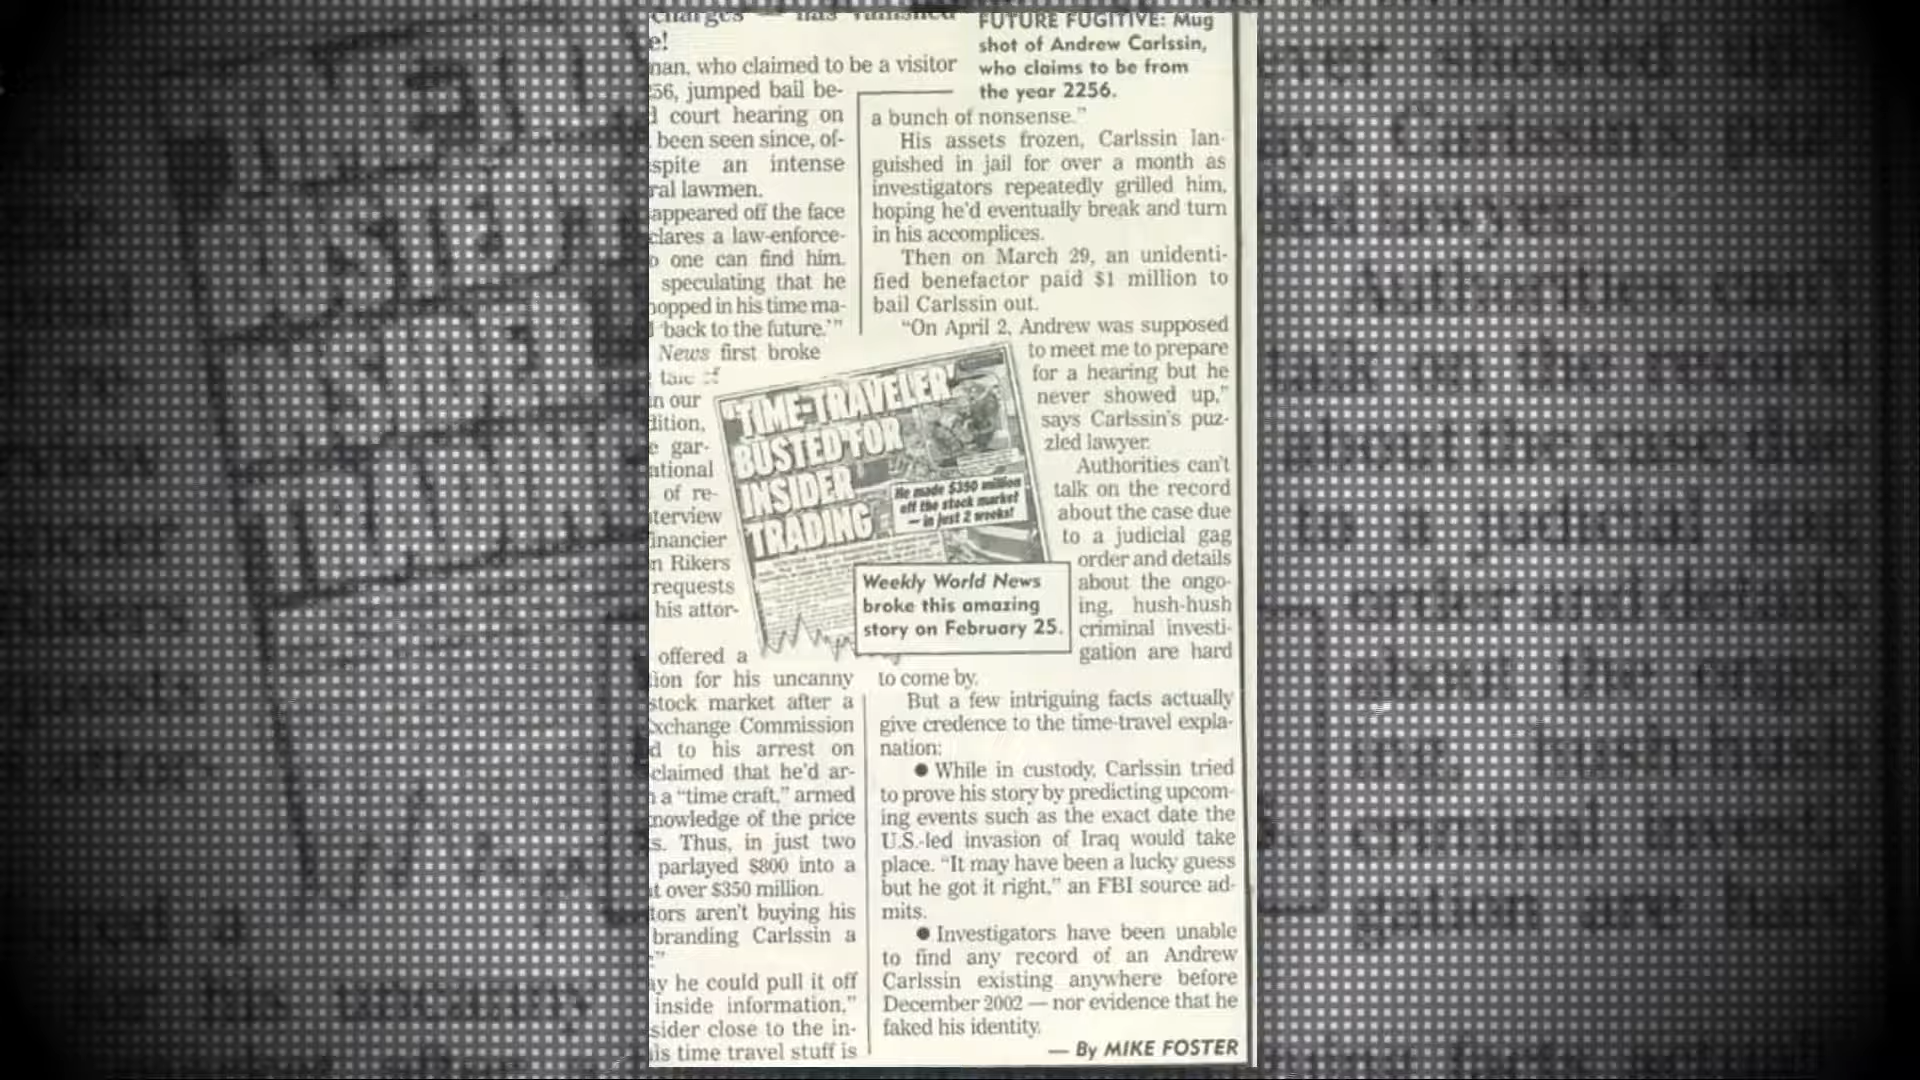 charges — has vanished
e!
nan, who claimed to be a visitor
56, jumped bail be-
d court hearing on
been seen since, of-
spite an intense
ral lawmen.
appeared off the face
clares a law-enforce-
o one can find him.
speculating that he
hopped in his time ma-
d 'back to the future.'"
News first broke
tale of
n our
dition,
e gar-
ational
of re-
terview
inancier
n Rikers
requests
his attor-
offered a
tion for his uncanny
stock market after a
xchange Commission
d to his arrest on
claimed that he'd ar-
n a "time craft," armed
nowledge of the price
s. Thus, in just two
parlayed $800 into a
t over $350 million.
tors aren't buying his
branding Carlssin a
"
ay he could pull it off
inside information,"
sider close to the in-
is time travel stuff is
FUTURE FUGITIVE: Mug
shot of Andrew Carlssin,
who claims to be from
the year 2256.
a bunch of nonsense."
His assets frozen, Carlssin lan-
guished in jail for over a month as
investigators repeatedly grilled him,
hoping he'd eventually break and turn
in his accomplices.
Then on March 29, an unidenti-
fied benefactor paid $1 million to
bail Carlssin out.
"On April 2, Andrew was supposed
to meet me to prepare
for a hearing but he
never showed up,"
says Carlssin's puz-
zled lawyer.
Authorities can't
talk on the record
about the case due
to a judicial gag
order and details
about the ongo-
ing, hush-hush
criminal investi-
gation are hard
to come by.
But a few intriguing facts actually
give credence to the time-travel expla-
nation:
● While in custody, Carlssin tried
to prove his story by predicting upcom-
ing events such as the exact date the
U.S.-led invasion of Iraq would take
place. "It may have been a lucky guess
but he got it right," an FBI source ad-
mits.
● Investigators have been unable
to find any record of an Andrew
Carlssin existing anywhere before
December 2002 — nor evidence that he
faked his identity.
— By MIKE FOSTER
'TIME-TRAVELER'
BUSTED FOR
INSIDER
TRADING
He made $350 million
off the stock market
— in just 2 weeks!
Weekly World News
broke this amazing
story on February 25.